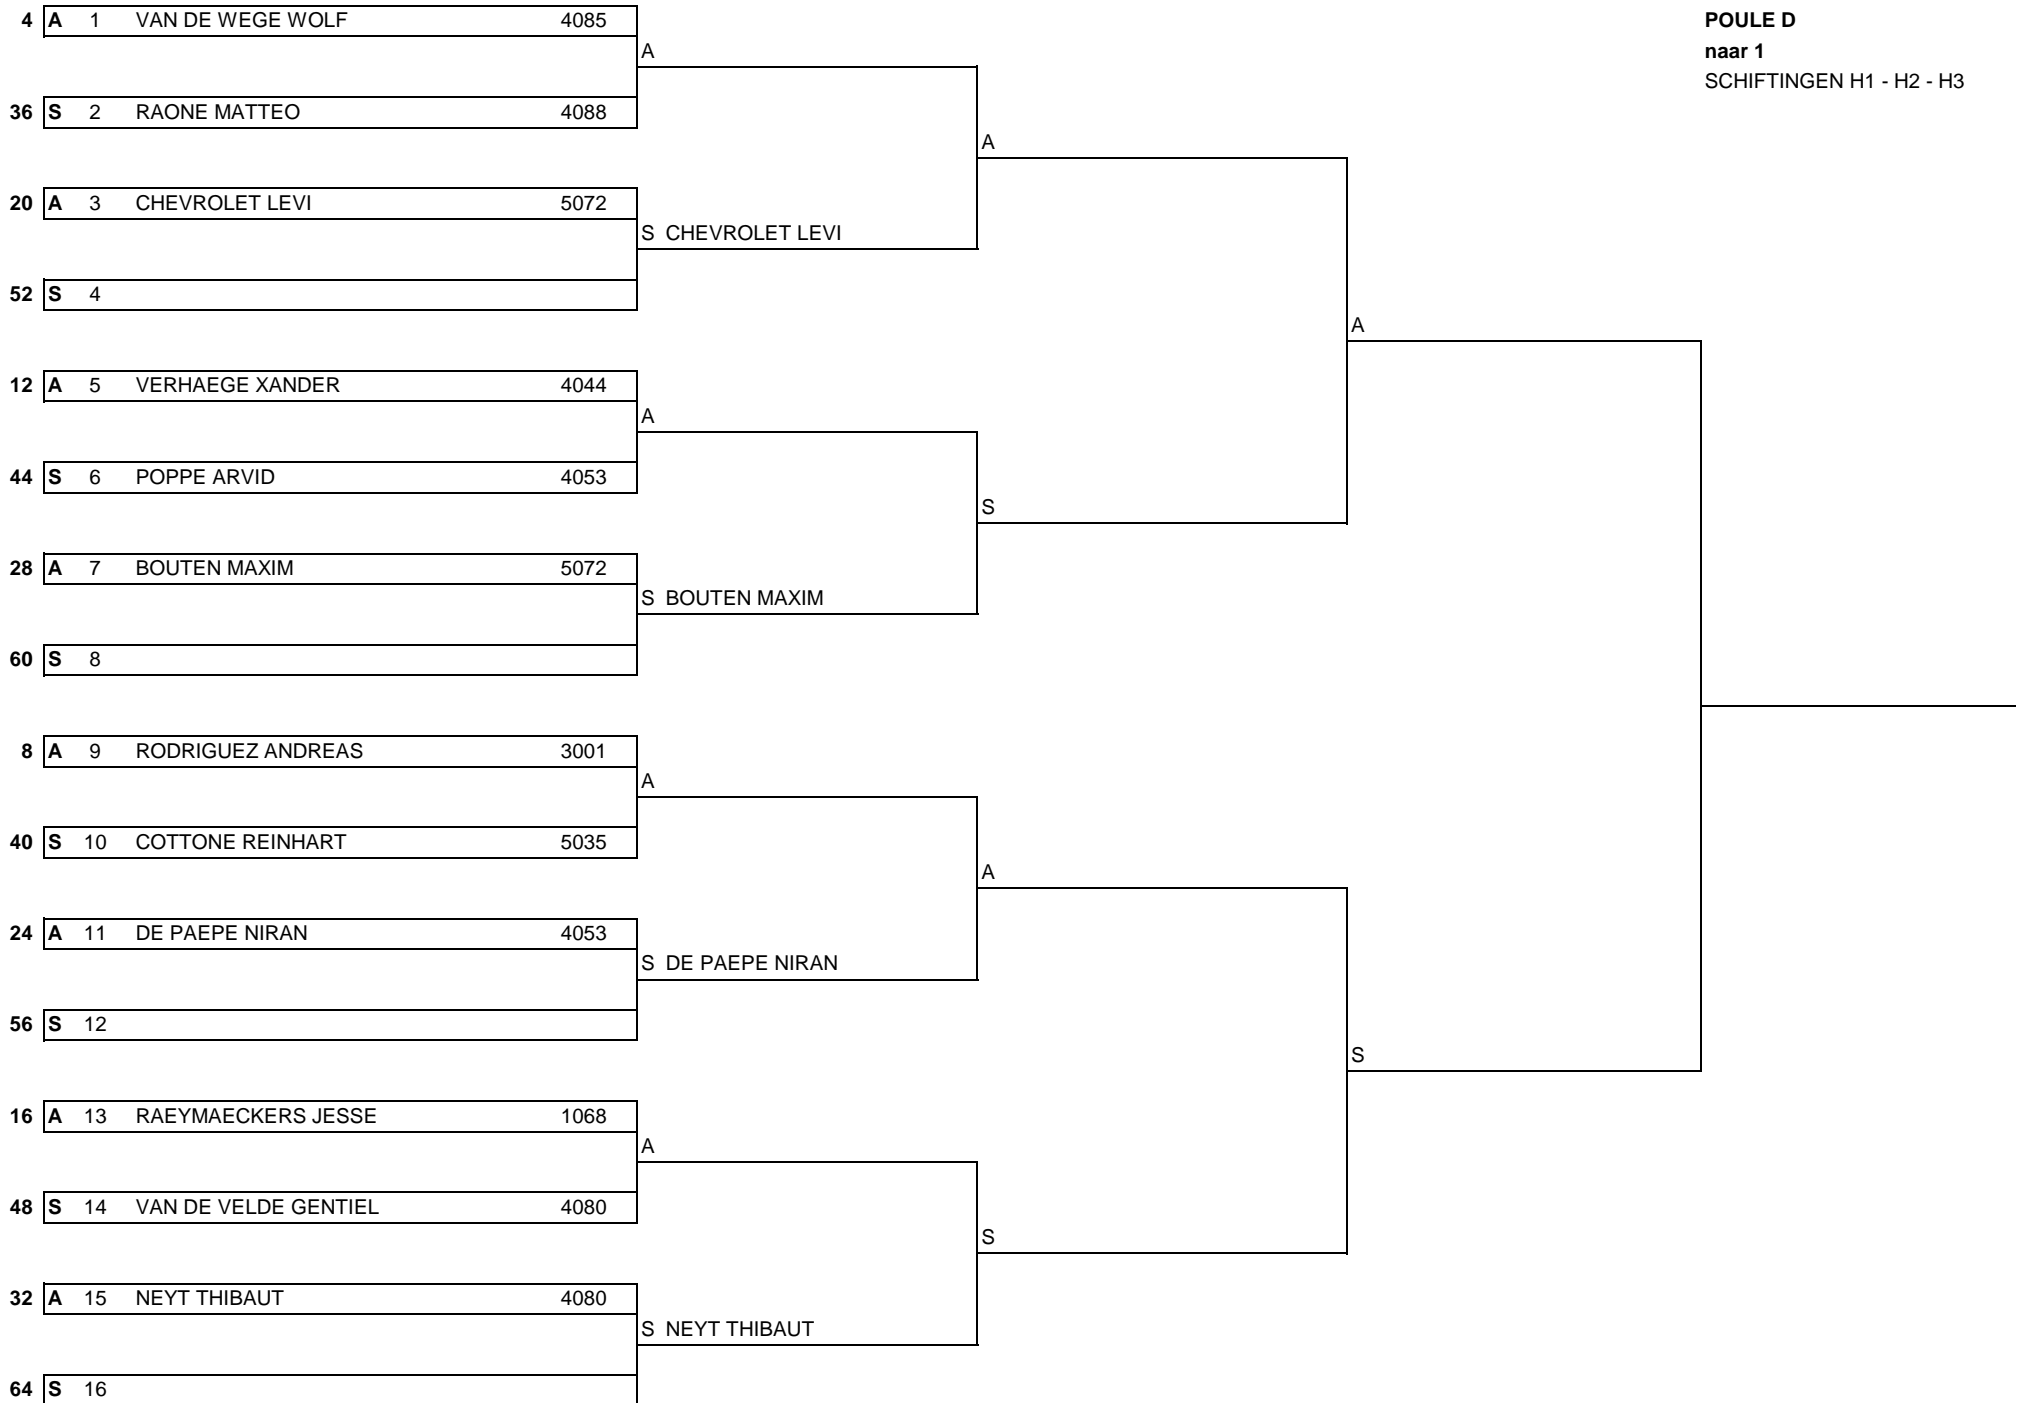 4 A 1 VAN DE WEGE WOLF 4085
POULE D
A
naar 1
SCHIFTINGEN H1 - H2 - H3
36 S 2 RAONE MATTEO 4088
A
20 A 3 CHEVROLET LEVI 5072
S CHEVROLET LEVI
52 S 4
A
12 A 5 VERHAEGE XANDER 4044
A
44 S 6 POPPE ARVID 4053
S
28 A 7 BOUTEN MAXIM 5072
S BOUTEN MAXIM
60 S 8
8 A 9 RODRIGUEZ ANDREAS 3001
A
40 S 10 COTTONE REINHART 5035
A
24 A 11 DE PAEPE NIRAN 4053
S DE PAEPE NIRAN
56 S 12
S
16 A 13 RAEYMAECKERS JESSE 1068
A
48 S 14 VAN DE VELDE GENTIEL 4080
S
32 A 15 NEYT THIBAUT 4080
S NEYT THIBAUT
64 S 16